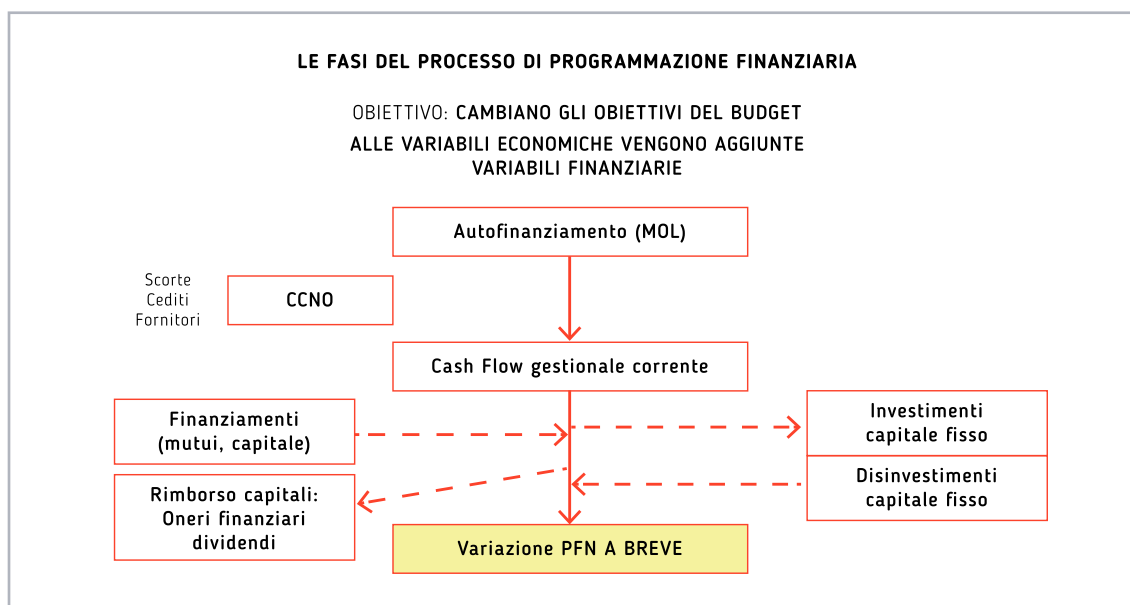 LE FASI DEL PROCESSO DI PROGRAMMAZIONE FINANZIARIA
OBIETTIVO: CAMBIANO GLI OBIETTIVI DEL BUDGET
ALLE VARIABILI ECONOMICHE VENGONO AGGIUNTE
VARIABILI FINANZIARIE
Autofinanziamento (MOL)
Scorte
Cediti
Fornitori
CCNO
Cash Flow gestionale corrente
Finanziamenti
(mutui, capitale)
Investimenti
capitale fisso
Rimborso capitali:
Oneri finanziari
dividendi
Disinvestimenti
capitale fisso
Variazione PFN A BREVE